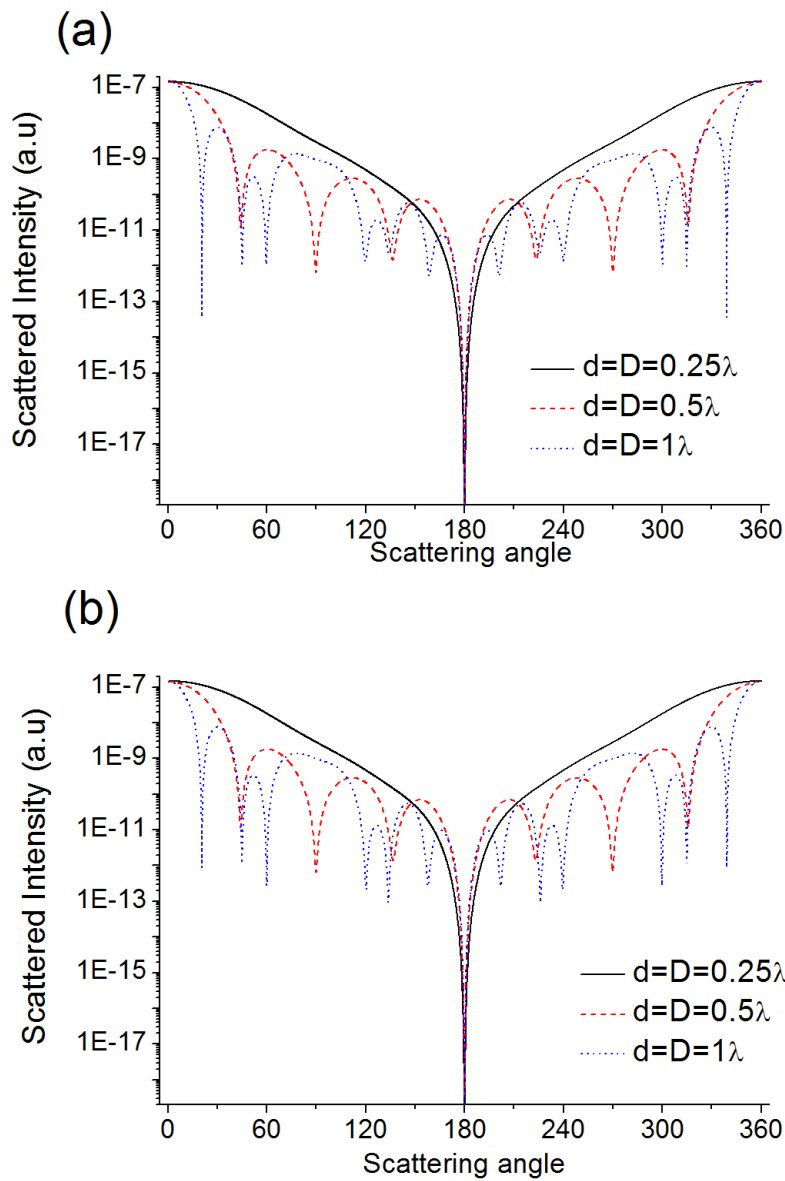 (a)
Scattered Intensity (a.u)
1E-7
1E-9
1E-11
1E-13
1E-15
1E-17
d=D=0.25λ
d=D=0.5λ
d=D=1λ
0 60 120 180 240 300 360
Scattering angle
(b)
Scattered Intensity (a.u)
1E-7
1E-9
1E-11
1E-13
1E-15
1E-17
d=D=0.25λ
d=D=0.5λ
d=D=1λ
0 60 120 180 240 300 360
Scattering angle